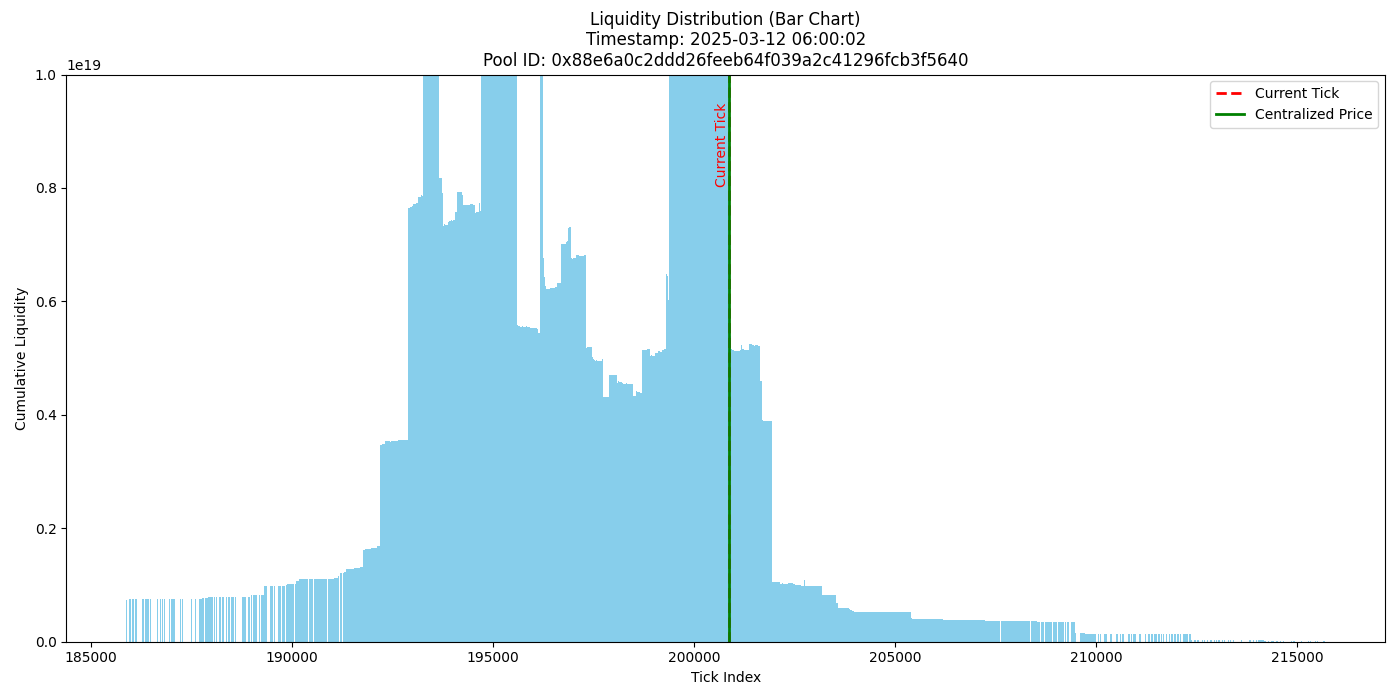 Liquidity Distribution (Bar Chart)
Timestamp: 2025-03-12 06:00:02
Pool ID: 0x88e6a0c2ddd26feeb64f039a2c41296fcb3f5640
1e19
1.0
0.8
0.6
0.4
0.2
0.0
Cumulative Liquidity
Current Tick
Current Tick
Centralized Price
185000
190000
195000
200000
205000
210000
215000
Tick Index